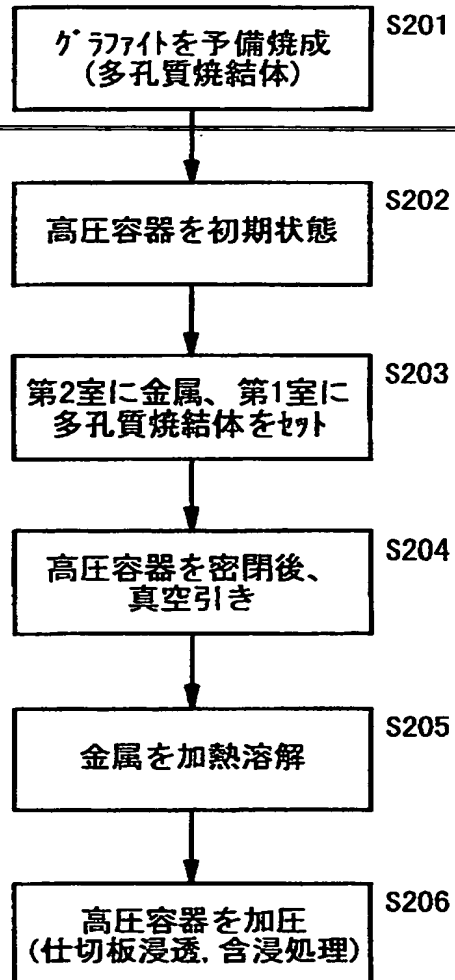 グラファイトを予備焼成
(多孔質焼結体)
S201
高圧容器を初期状態
S202
第2室に金属、第1室に
多孔質焼結体をセット
S203
高圧容器を密閉後、
真空引き
S204
金属を加熱溶解
S205
高圧容器を加圧
(仕切板浸透,含浸処理)
S206